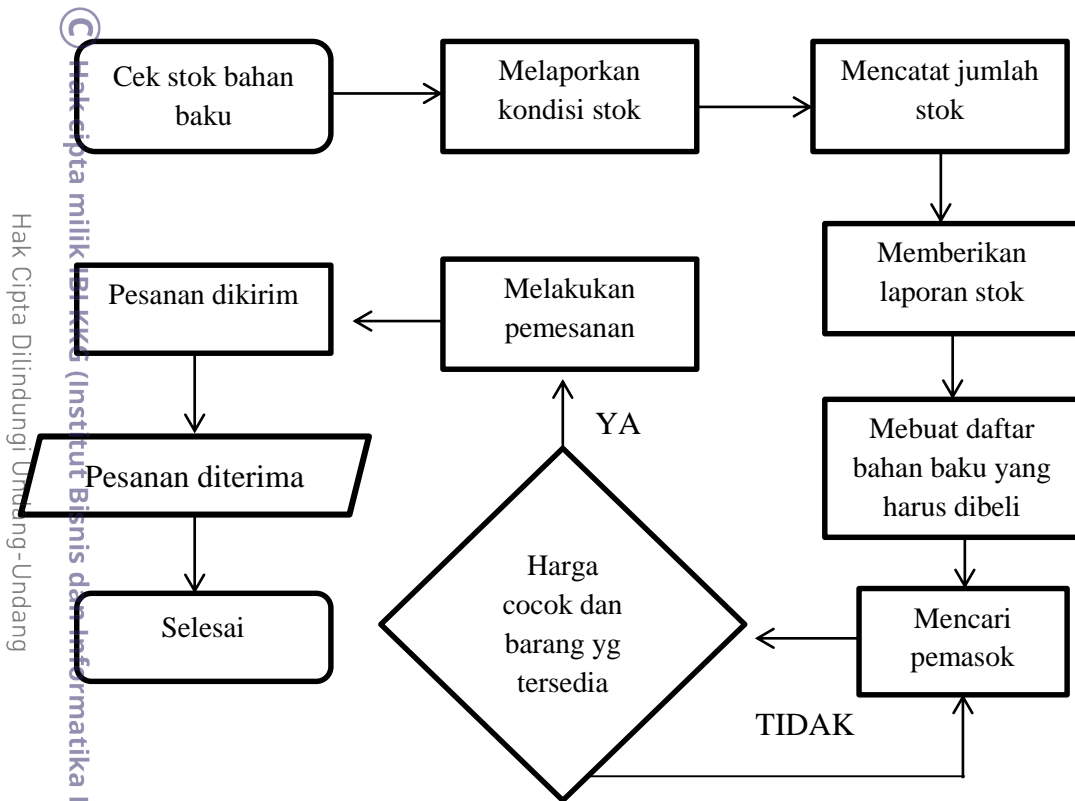 Cek stok bahan
baku
Melaporkan
kondisi stok
Mencatat jumlah
stok
Memberikan
laporan stok
Mebuat daftar
bahan baku yang
harus dibeli
Mencari
pemasok
Harga
cocok dan
barang yg
tersedia
TIDAK
YA
Melakukan
pemesanan
Pesanan dikirim
Pesanan diterima
Selesai
© Hak cipta milik IBI KKG (Institut Bisnis dan Informatika
Hak Cipta Dilindungi Undang-Undang